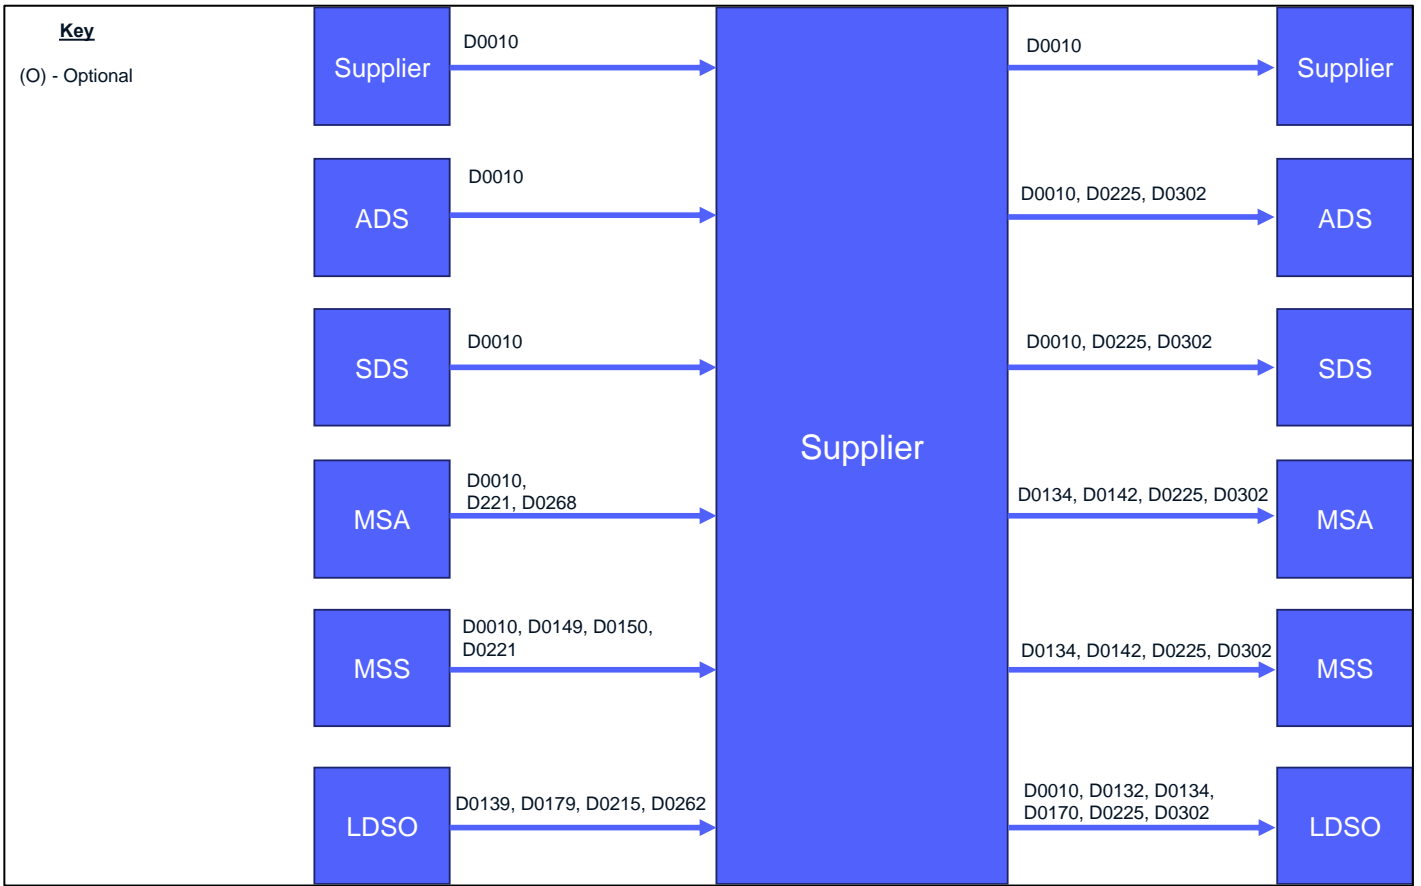 Key
(O) - Optional
Supplier
D0010
D0010
Supplier
ADS
D0010
D0010, D0225, D0302
ADS
SDS
D0010
D0010, D0225, D0302
SDS
Supplier
MSA
D0010,
D221, D0268
D0134, D0142, D0225, D0302
MSA
MSS
D0010, D0149, D0150,
D0221
D0134, D0142, D0225, D0302
MSS
LDSO
D0139, D0179, D0215, D0262
D0010, D0132, D0134,
D0170, D0225, D0302
LDSO